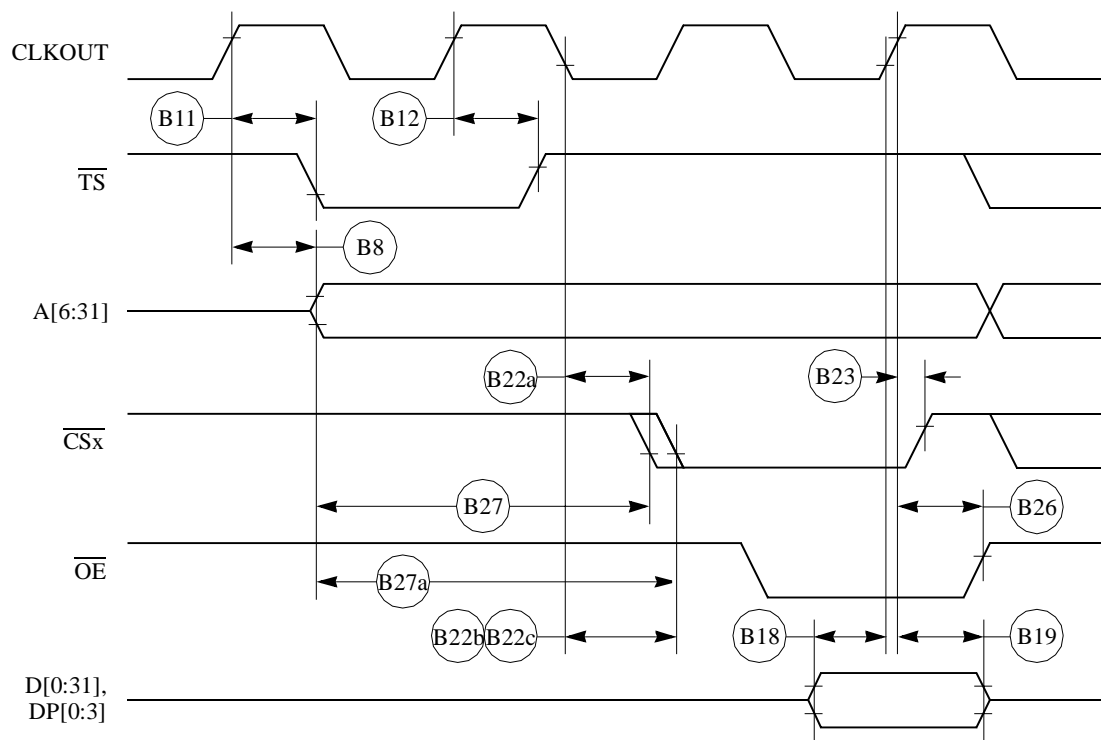 CLKOUT
B11
B12
TS
B8
A[6:31]
B22a
B23
CSx
B27
B26
OE
B27a
B22b B22c
B18
B19
D[0:31],
DP[0:3]